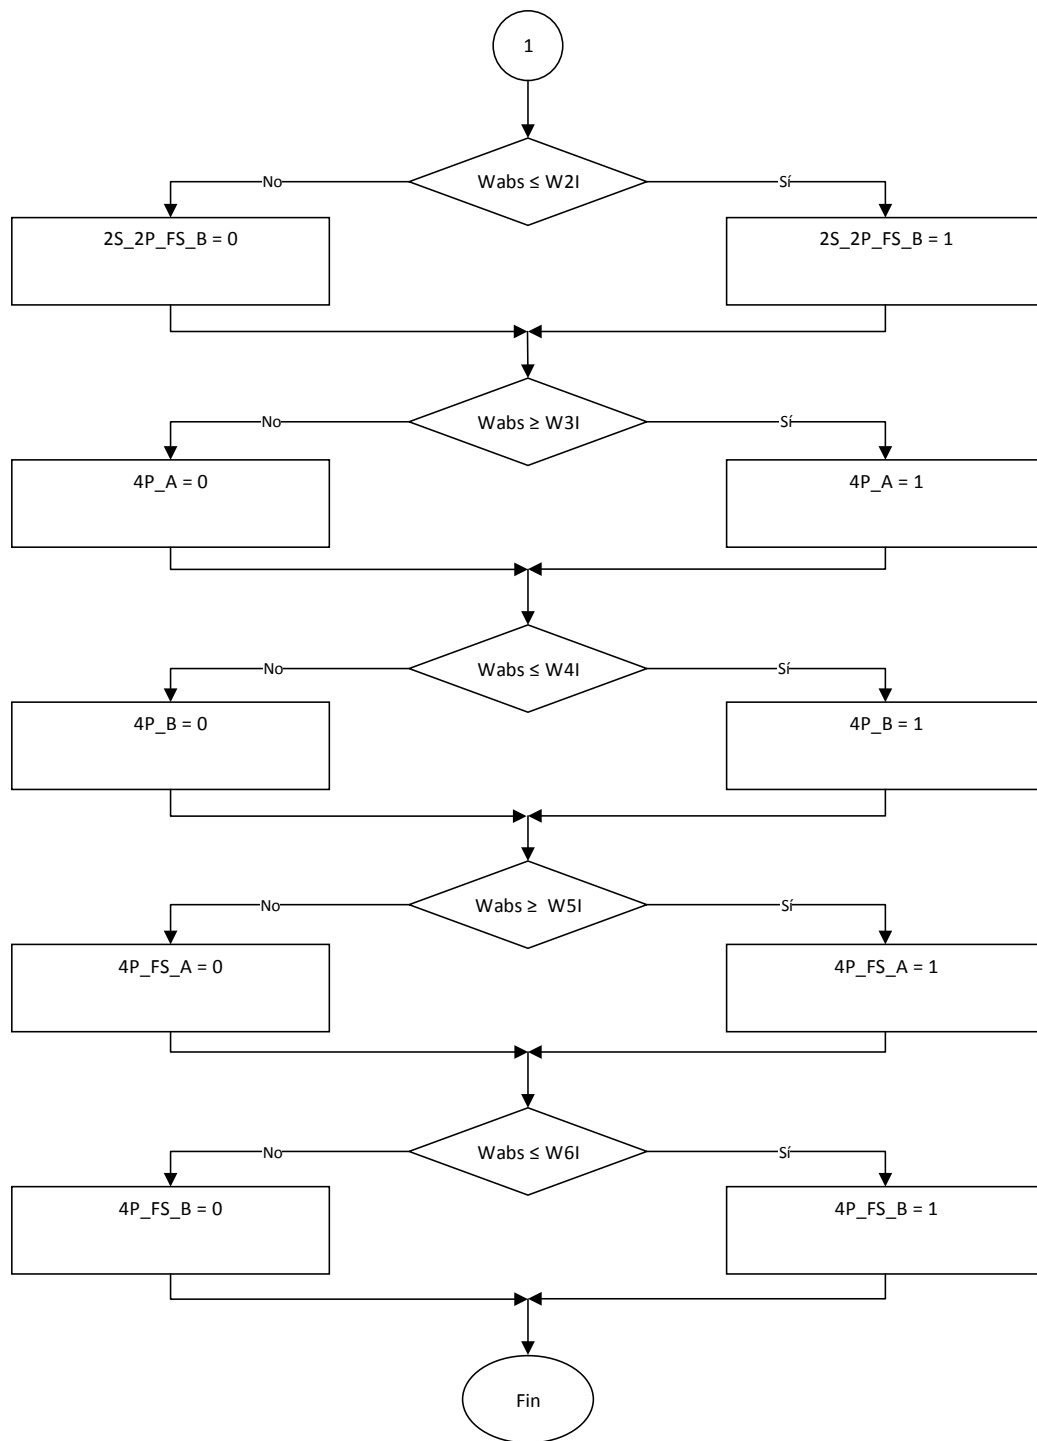 1
Wabs ≤ W2I
No
Sí
2S_2P_FS_B = 0
2S_2P_FS_B = 1
Wabs ≥ W3I
No
Sí
4P_A = 0
4P_A = 1
Wabs ≤ W4I
No
Sí
4P_B = 0
4P_B = 1
Wabs ≥ W5I
No
Sí
4P_FS_A = 0
4P_FS_A = 1
Wabs ≤ W6I
No
Sí
4P_FS_B = 0
4P_FS_B = 1
Fin